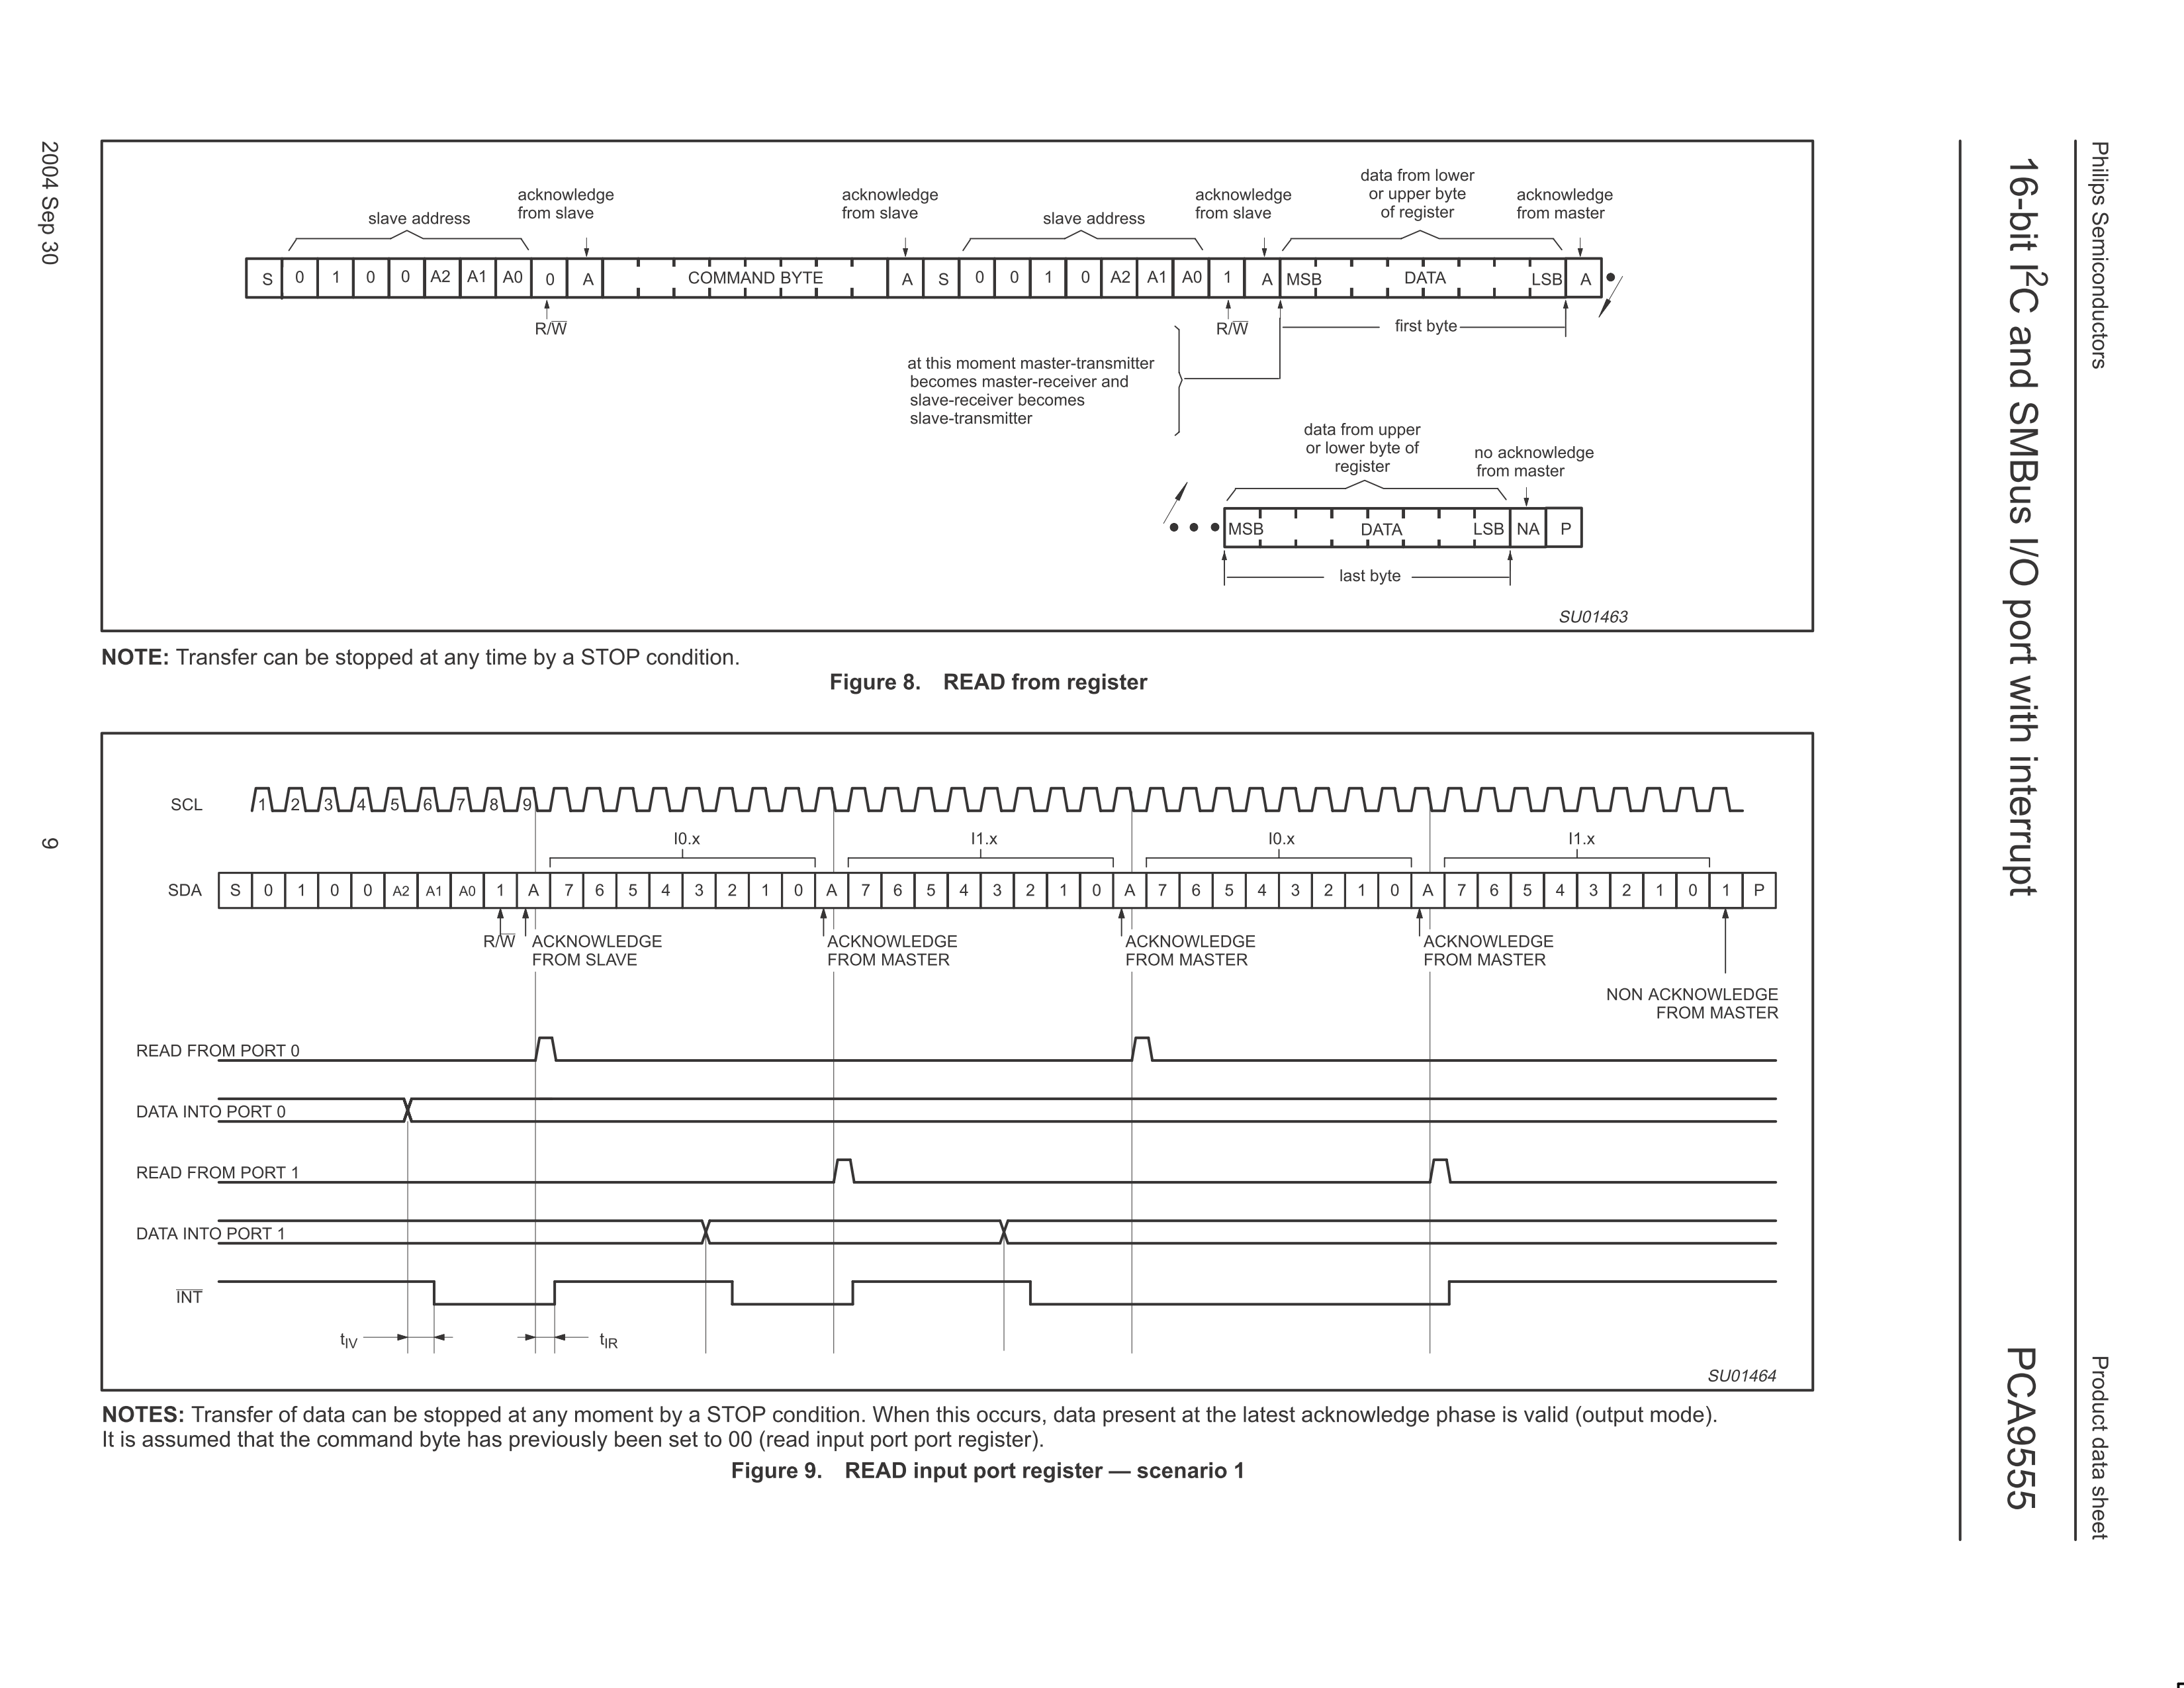 Philips Semiconductors
Product data sheet
16-bit I2C and SMBus I/O port with interrupt
PCA9555
acknowledge
from slave
acknowledge
from slave
acknowledge
from slave
data from lower
or upper byte
of register
acknowledge
from master
slave address
slave address
S 0 1 0 0 A2 A1 A0 0 A COMMAND BYTE A S 0 0 1 0 A2 A1 A0 1 A MSB DATA LSB A
R/W
R/W
first byte
at this moment master-transmitter
becomes master-receiver and
slave-receiver becomes
slave-transmitter
data from upper
or lower byte of
register
no acknowledge
from master
MSB DATA LSB NA P
last byte
SU01463
NOTE: Transfer can be stopped at any time by a STOP condition.
Figure 8. READ from register
SCL 1 2 3 4 5 6 7 8 9
I0.x I1.x I0.x I1.x
SDA S 0 1 0 0 A2 A1 A0 1 A 7 6 5 4 3 2 1 0 A 7 6 5 4 3 2 1 0 A 7 6 5 4 3 2 1 0 A 7 6 5 4 3 2 1 0 1 P
R/W
ACKNOWLEDGE
FROM SLAVE
ACKNOWLEDGE
FROM MASTER
ACKNOWLEDGE
FROM MASTER
ACKNOWLEDGE
FROM MASTER
NON ACKNOWLEDGE
FROM MASTER
READ FROM PORT 0
DATA INTO PORT 0
READ FROM PORT 1
DATA INTO PORT 1
INT
tIV tIR
SU01464
NOTES: Transfer of data can be stopped at any moment by a STOP condition. When this occurs, data present at the latest acknowledge phase is valid (output mode).
It is assumed that the command byte has previously been set to 00 (read input port port register).
Figure 9. READ input port register — scenario 1
2004 Sep 30
9